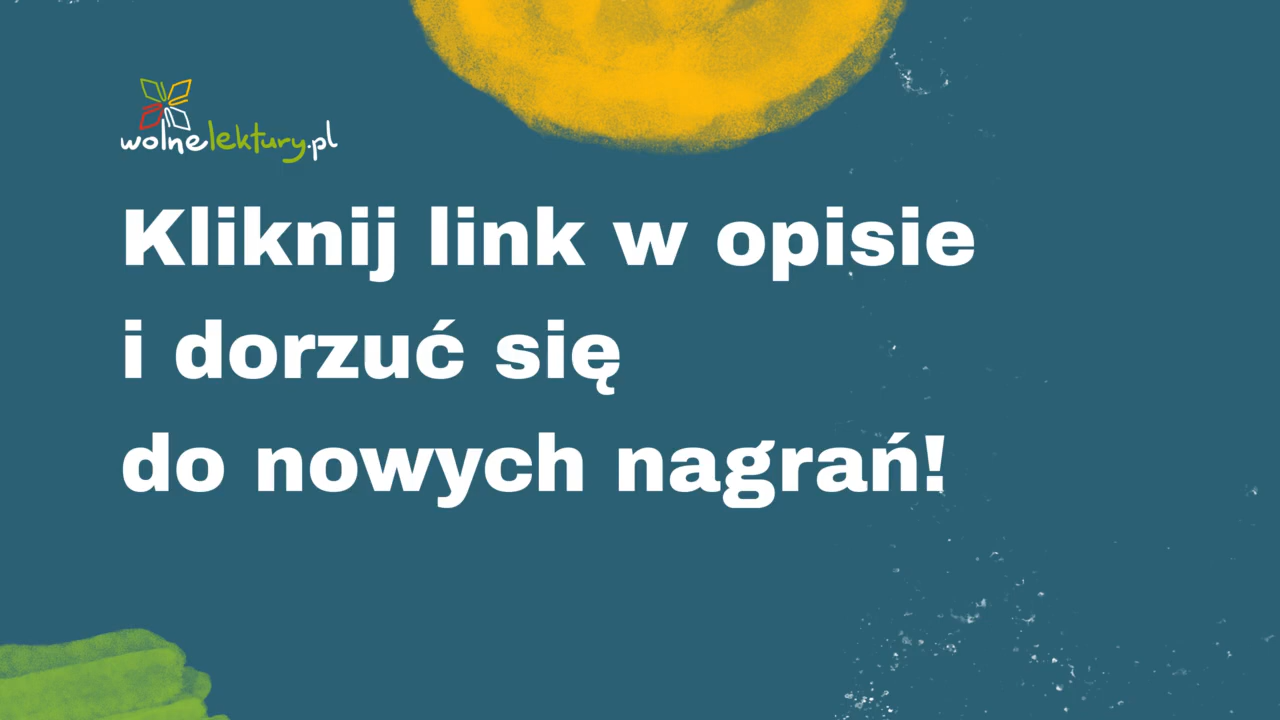 wolnelektury.pl
Kliknij link w opisie
i dorzuć się
do nowych nagrań!